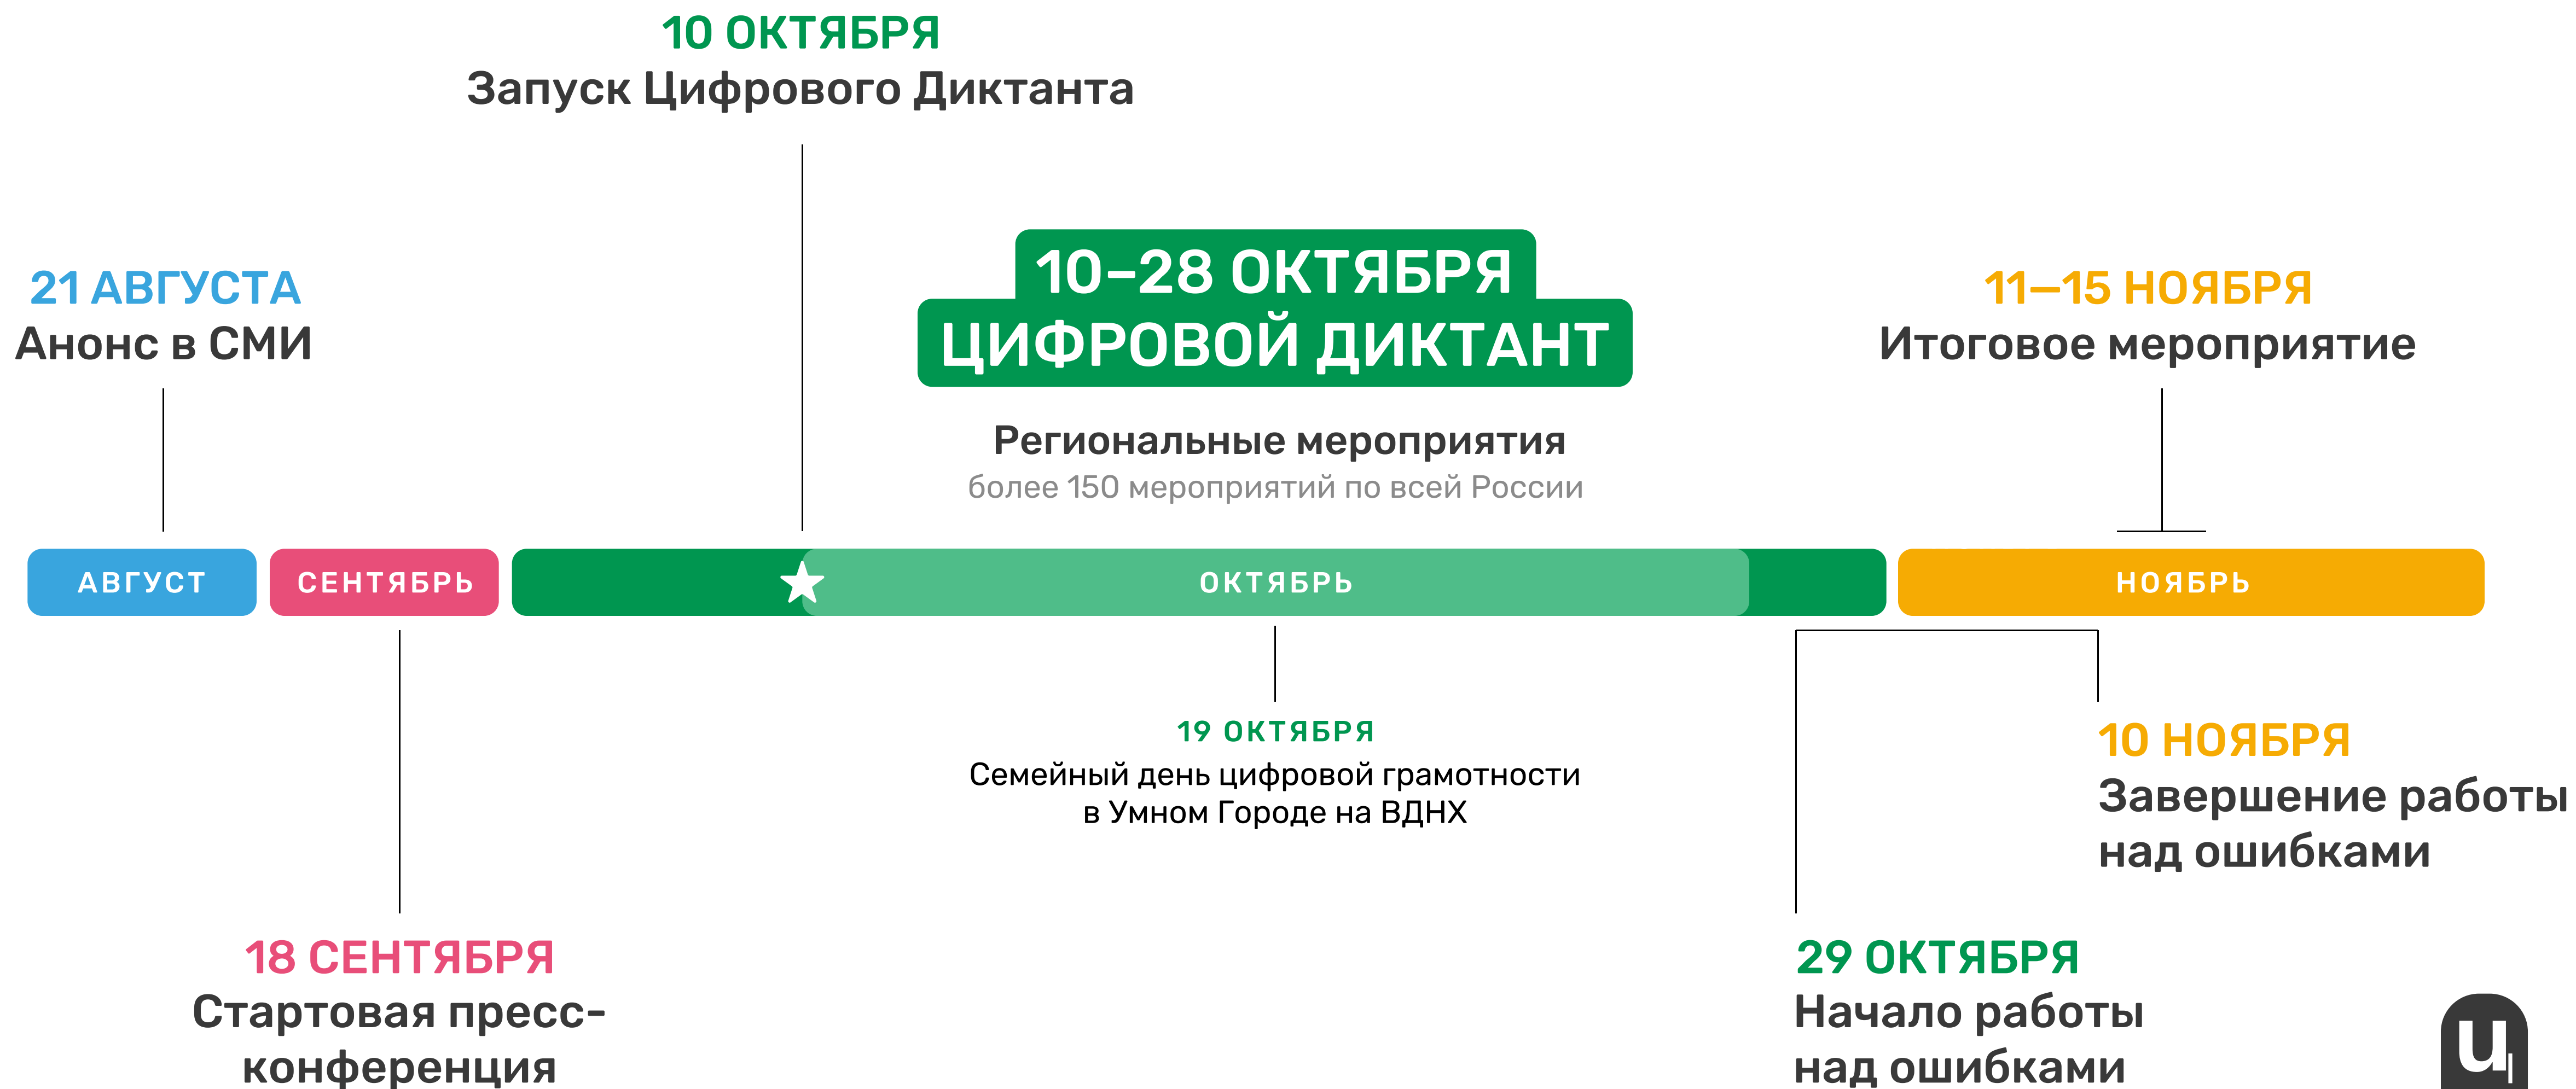 10 ОКТЯБРЯ
Запуск Цифрового Диктанта
10–28 ОКТЯБРЯ
ЦИФРОВОЙ ДИКТАНТ
Региональные мероприятия
более 150 мероприятий по всей России
21 АВГУСТА
Анонс в СМИ
11—15 НОЯБРЯ
Итоговое мероприятие
АВГУСТ
СЕНТЯБРЬ
ОКТЯБРЬ
НОЯБРЬ
19 ОКТЯБРЯ
Семейный день цифровой грамотности
в Умном Городе на ВДНХ
10 НОЯБРЯ
Завершение работы
над ошибками
18 СЕНТЯБРЯ
Стартовая пресс-
конференция
29 ОКТЯБРЯ
Начало работы
над ошибками